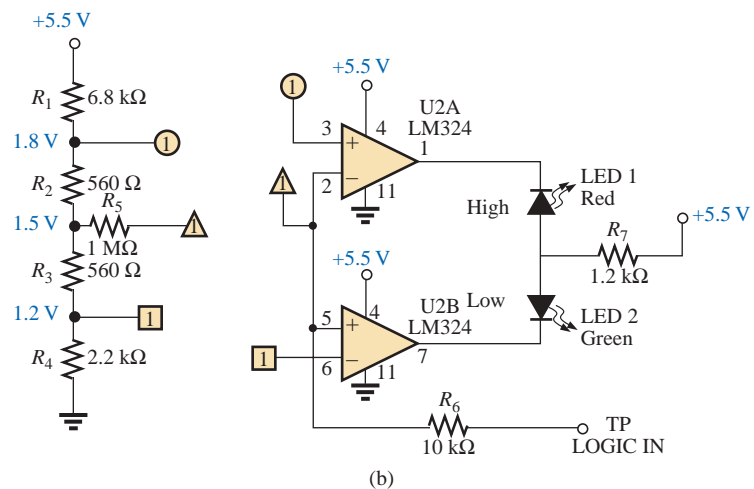 +5.5 V
R1 6.8 kΩ
1.8 V
1
R2
560 Ω
1.5 V
R5
1
1 MΩ
R3
560 Ω
1.2 V
1
R4
2.2 kΩ
+5.5 V
1
U2A
LM324
3
+
4
1
2
−
11
1
High
LED 1
Red
+5.5 V
R7
1.2 kΩ
+5.5 V
U2B
LM324
Low
5
+
4
7
1
6
−
11
LED 2
Green
R6
10 kΩ
TP
LOGIC IN
(b)